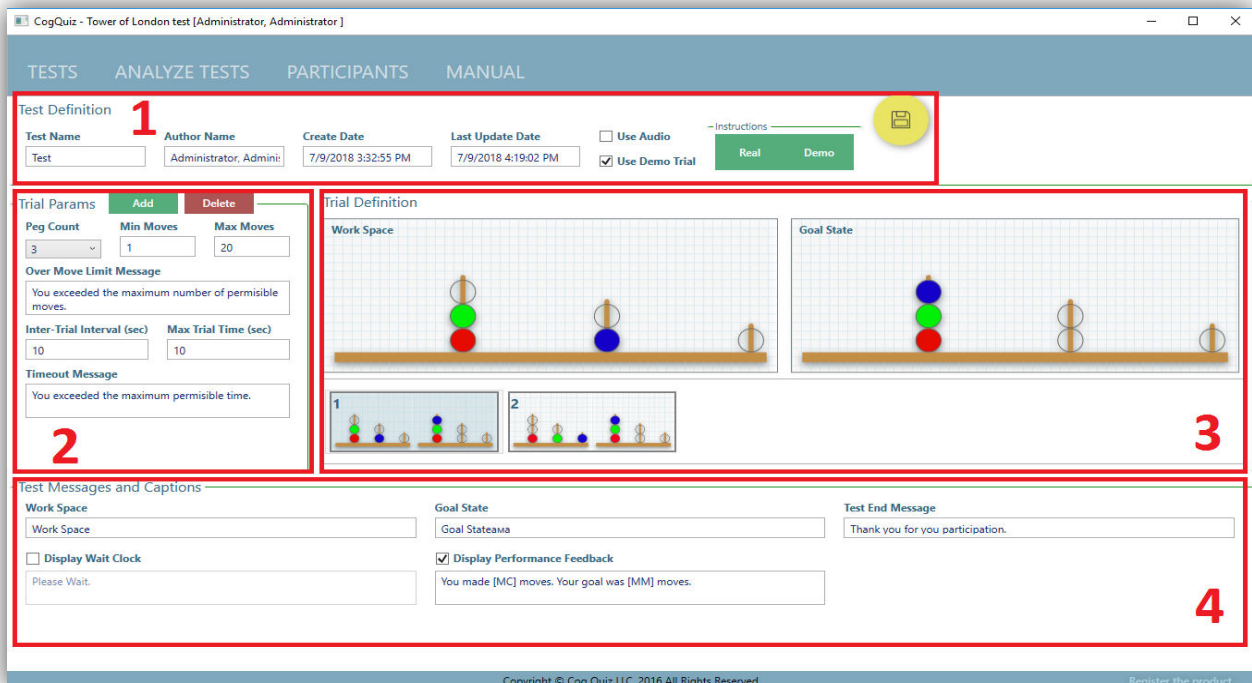 CogQuiz - Tower of London test [Administrator, Administrator ]
TESTS ANALYZE TESTS PARTICIPANTS MANUAL
Test Definition
1
Test Name Author Name Create Date Last Update Date Use Audio Instructions
Test Administrator, Adminis 7/9/2018 3:32:55 PM 7/9/2018 4:19:02 PM Use Demo Trial Real Demo
Trial Params Add Delete
Peg Count Min Moves Max Moves
3 1 20
Over Move Limit Message
You exceeded the maximum number of permisible
moves.
Inter-Trial Interval (sec) Max Trial Time (sec)
10 10
Timeout Message
You exceeded the maximum permisible time.
2
Trial Definition
Work Space Goal State
1 2
3
Test Messages and Captions
Work Space Goal State Test End Message
Work Space Goal Stateама Thank you for you participation.
Display Wait Clock Display Performance Feedback
Please Wait. You made [MC] moves. Your goal was [MM] moves.
4
Copyright © Cog Quiz LLC, 2016 All Rights Reserved Register the product